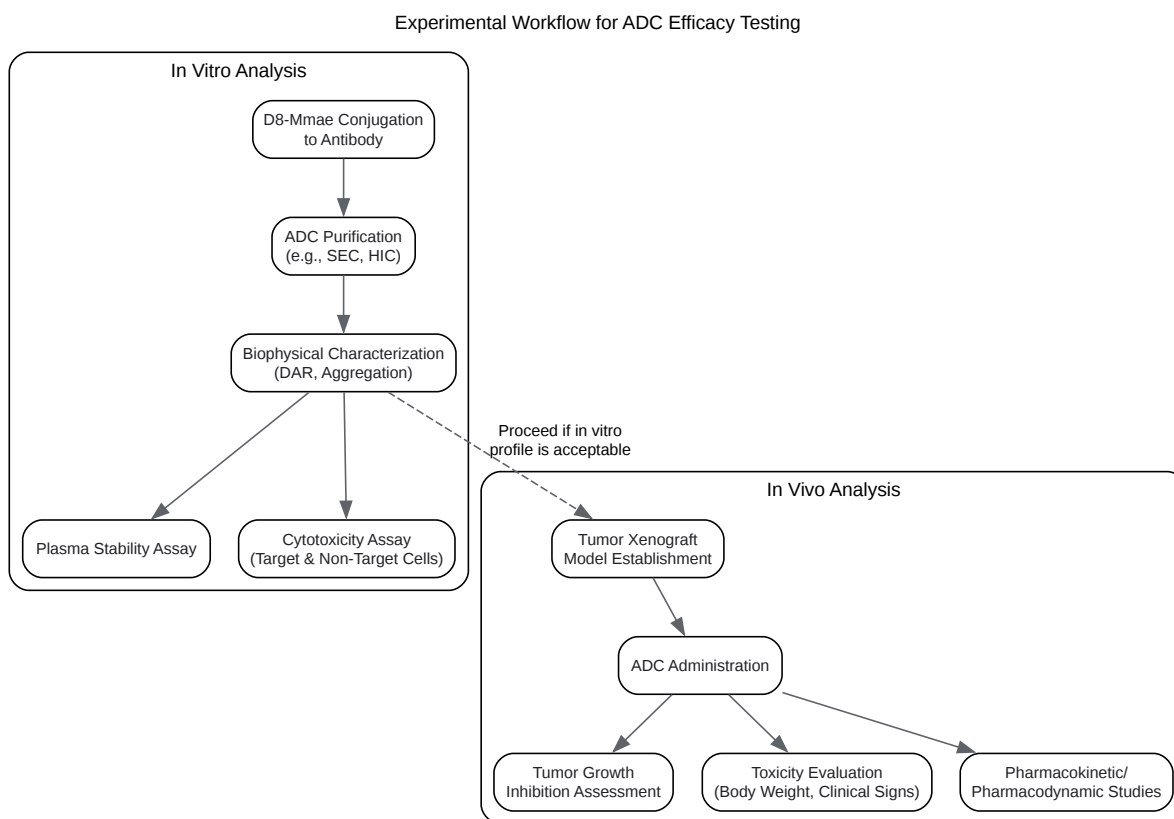 Experimental Workflow for ADC Efficacy Testing
In Vitro Analysis
D8-Mmae Conjugation
to Antibody
ADC Purification
(e.g., SEC, HIC)
Biophysical Characterization
(DAR, Aggregation)
Proceed if in vitro
profile is acceptable
Plasma Stability Assay
Cytotoxicity Assay
(Target & Non-Target Cells)
In Vivo Analysis
Tumor Xenograft
Model Establishment
ADC Administration
Tumor Growth
Inhibition Assessment
Toxicity Evaluation
(Body Weight, Clinical Signs)
Pharmacokinetic/
Pharmacodynamic Studies